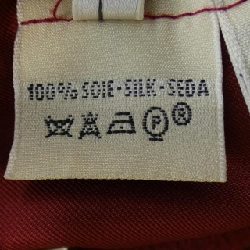 100% SOIE - SILK - SEDA
P ®